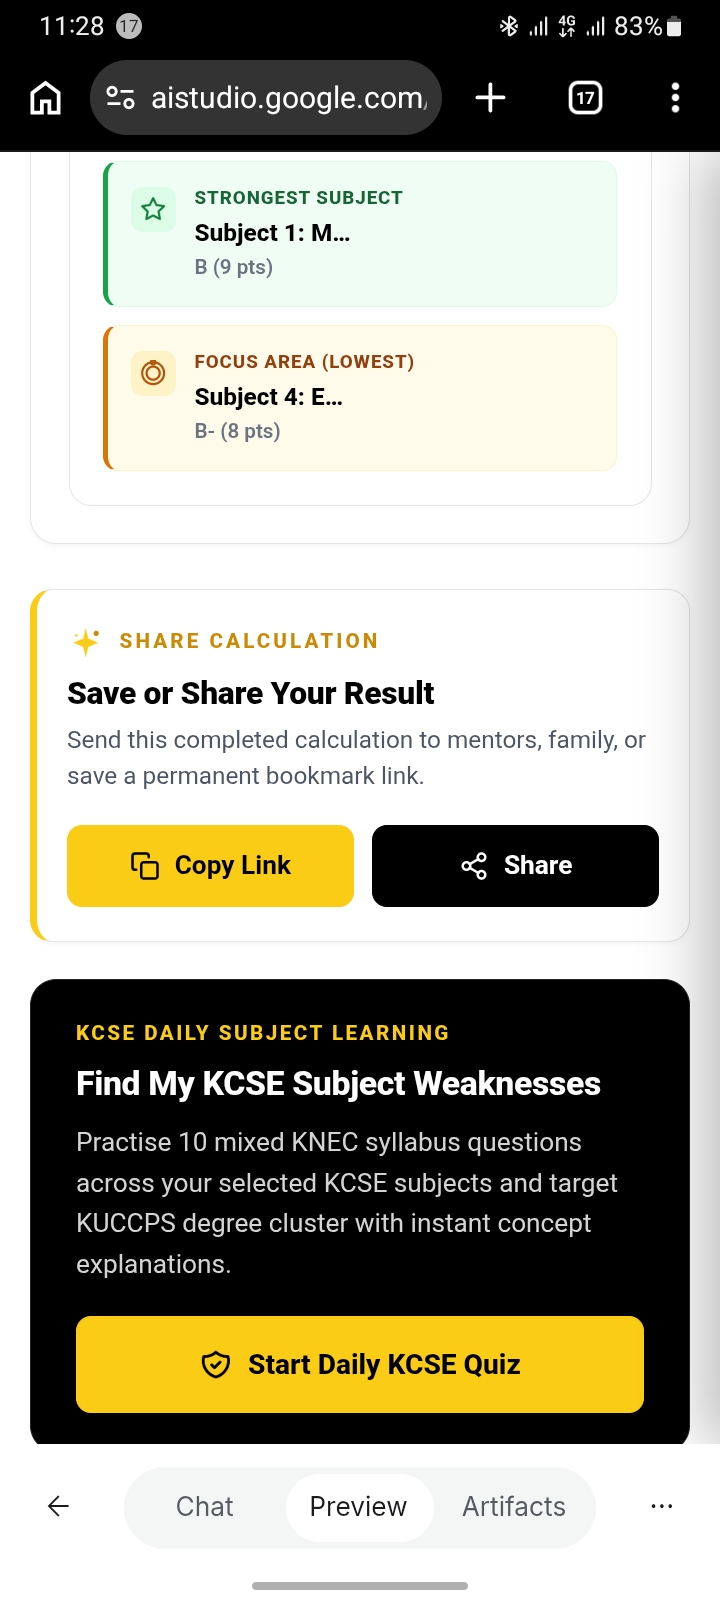 11:28 17 4G 83%
aistudio.google.com/ 17
STRONGEST SUBJECT
Subject 1: M...
B (9 pts)
FOCUS AREA (LOWEST)
Subject 4: E...
B- (8 pts)
SHARE CALCULATION
Save or Share Your Result
Send this completed calculation to mentors, family, or
save a permanent bookmark link.
Copy Link Share
KCSE DAILY SUBJECT LEARNING
Find My KCSE Subject Weaknesses
Practise 10 mixed KNEC syllabus questions
across your selected KCSE subjects and target
KUCCPS degree cluster with instant concept
explanations.
Start Daily KCSE Quiz
Chat Preview Artifacts